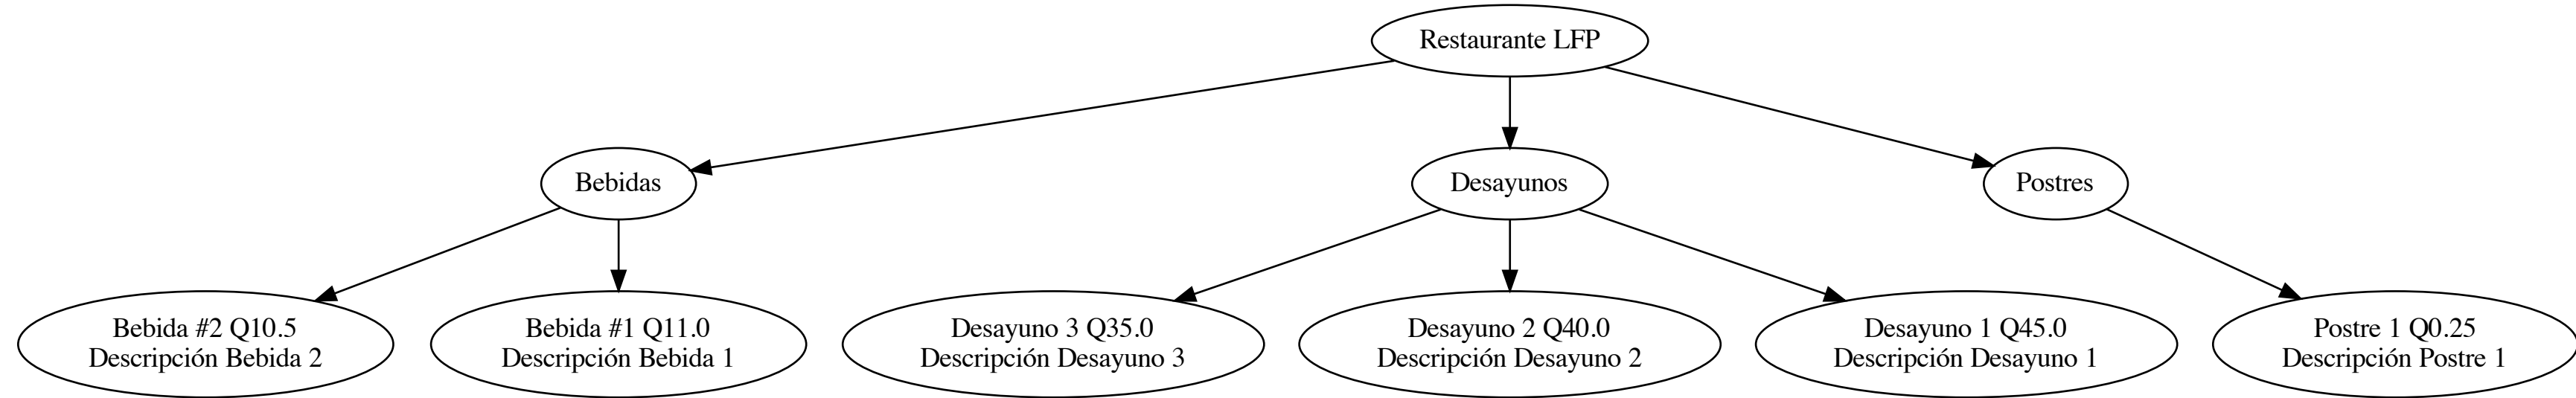 Restaurante LFP
Bebidas
Desayunos
Postres
Bebida #2 Q10.5
Descripción Bebida 2
Bebida #1 Q11.0
Descripción Bebida 1
Desayuno 3 Q35.0
Descripción Desayuno 3
Desayuno 2 Q40.0
Descripción Desayuno 2
Desayuno 1 Q45.0
Descripción Desayuno 1
Postre 1 Q0.25
Descripción Postre 1